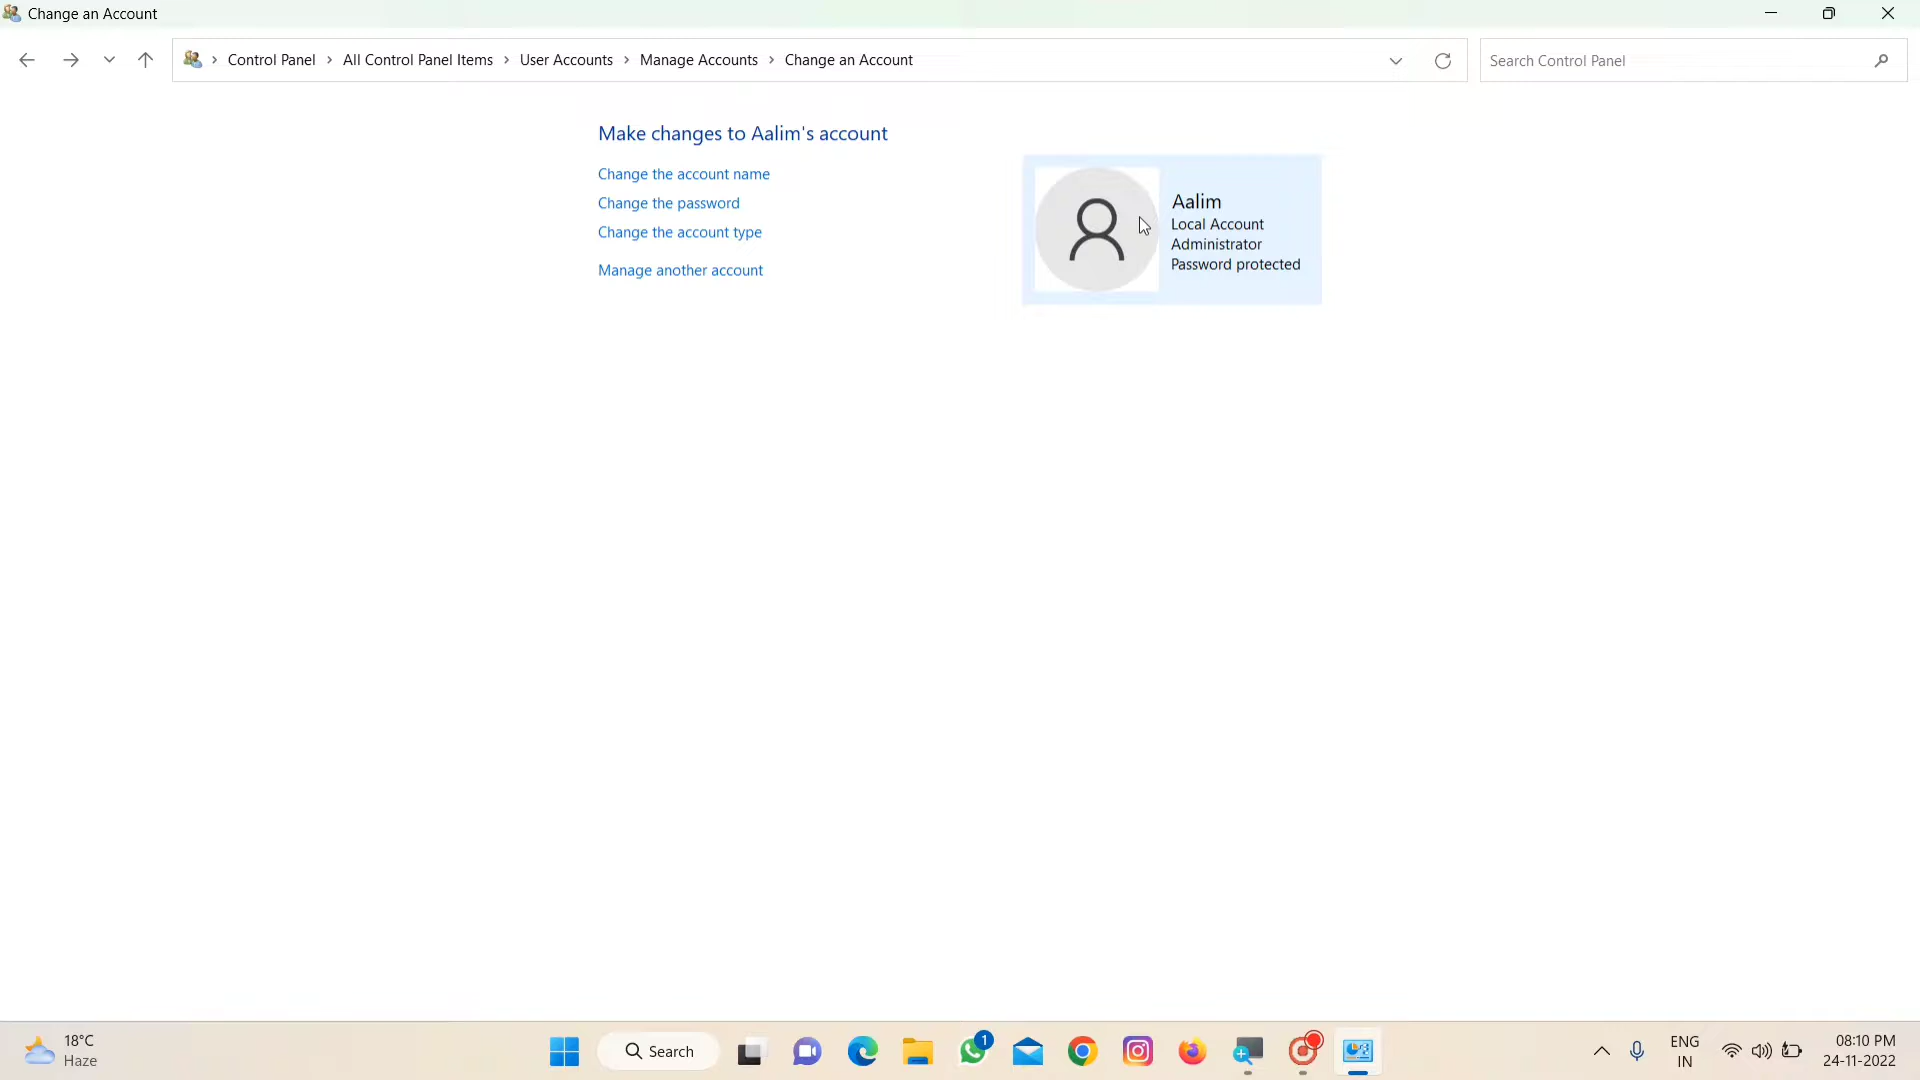 Change an Account
Control Panel › All Control Panel Items › User Accounts › Manage Accounts › Change an Account
Search Control Panel
Make changes to Aalim's account
Change the account name
Change the password
Change the account type
Manage another account
Aalim
Local Account
Administrator
Password protected
18°C
Haze
Search
1
ENG
IN
08:10 PM
24-11-2022